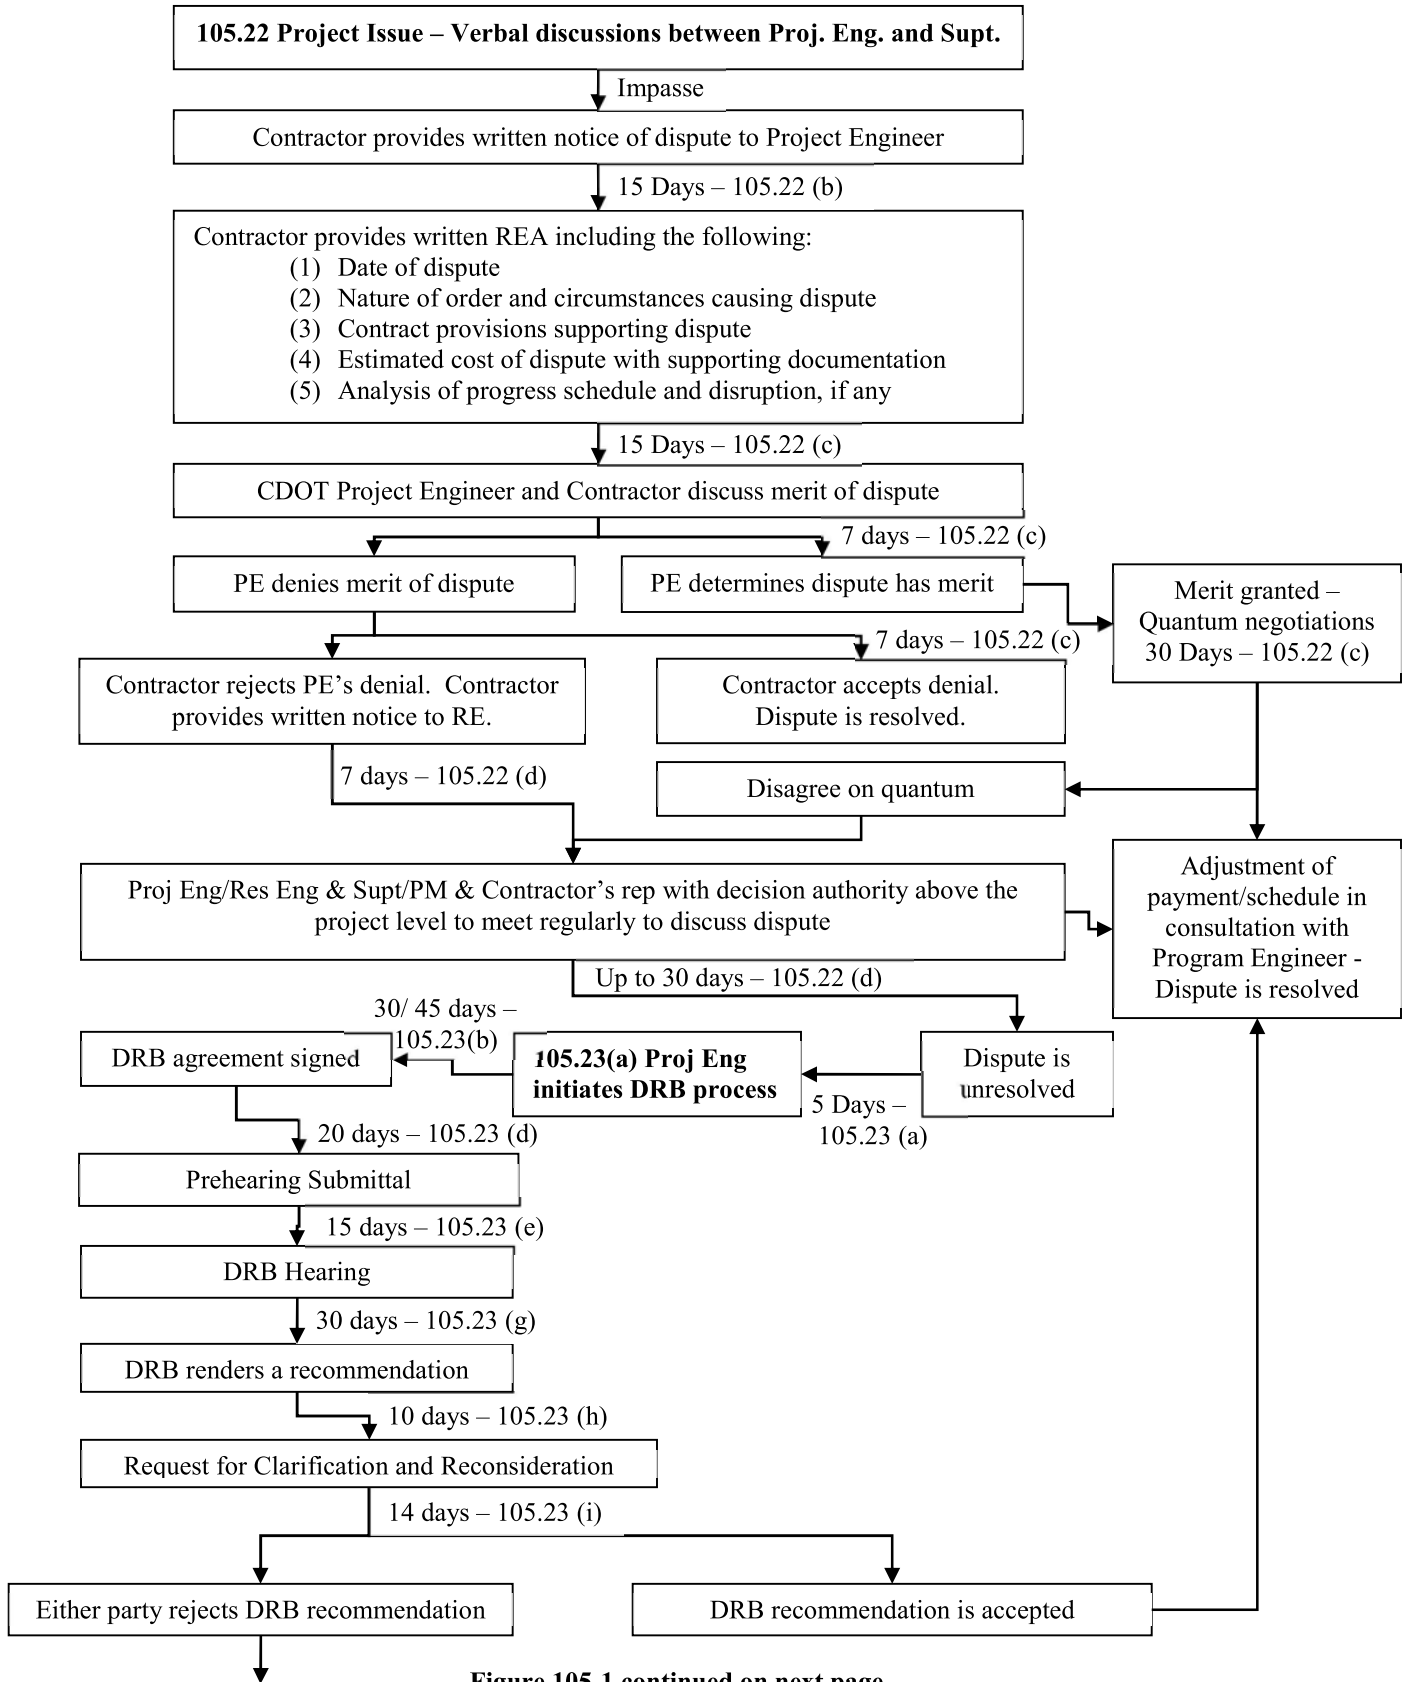 105.22 Project Issue – Verbal discussions between Proj. Eng. and Supt.
Impasse
Contractor provides written notice of dispute to Project Engineer
15 Days – 105.22 (b)
Contractor provides written REA including the following:
(1) Date of dispute
(2) Nature of order and circumstances causing dispute
(3) Contract provisions supporting dispute
(4) Estimated cost of dispute with supporting documentation
(5) Analysis of progress schedule and disruption, if any
15 Days – 105.22 (c)
CDOT Project Engineer and Contractor discuss merit of dispute
7 days – 105.22 (c)
PE denies merit of dispute
PE determines dispute has merit
Merit granted –
Quantum negotiations
30 Days – 105.22 (c)
7 days – 105.22 (c)
Contractor rejects PE’s denial.  Contractor
provides written notice to RE.
Contractor accepts denial.
Dispute is resolved.
7 days – 105.22 (d)
Disagree on quantum
Proj Eng/Res Eng & Supt/PM & Contractor’s rep with decision authority above the
project level to meet regularly to discuss dispute
Adjustment of
payment/schedule in
consultation with
Program Engineer -
Dispute is resolved
Up to 30 days – 105.22 (d)
Dispute is
unresolved
5 Days –
105.23 (a)
105.23(a) Proj Eng
initiates DRB process
30/ 45 days –
105.23(b)
DRB agreement signed
20 days – 105.23 (d)
Prehearing Submittal
15 days – 105.23 (e)
DRB Hearing
30 days – 105.23 (g)
DRB renders a recommendation
10 days – 105.23 (h)
Request for Clarification and Reconsideration
14 days – 105.23 (i)
Either party rejects DRB recommendation
DRB recommendation is accepted
Figure 105-1 continued on next page